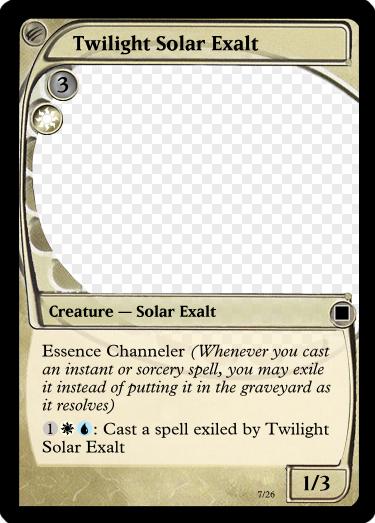 Twilight Solar Exalt
3
Creature — Solar Exalt
Essence Channeler (Whenever you cast
an instant or sorcery spell, you may exile
it instead of putting it in the graveyard as
it resolves)
1 : Cast a spell exiled by Twilight
Solar Exalt
7/26
1/3